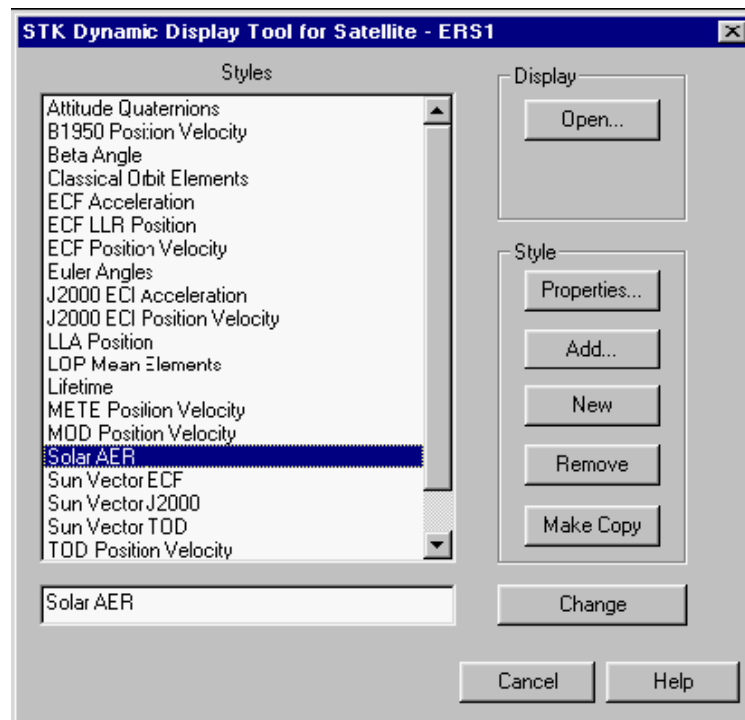 STK Dynamic Display Tool for Satellite - ERS1
Styles
Attitude Quaternions
B1950 Position Velocity
Beta Angle
Classical Orbit Elements
ECF Acceleration
ECF LLR Position
ECF Position Velocity
Euler Angles
J2000 ECI Acceleration
J2000 ECI Position Velocity
LLA Position
LOP Mean Elements
Lifetime
METE Position Velocity
MOD Position Velocity
Solar AER
Sun Vector ECF
Sun Vector J2000
Sun Vector TOD
TOD Position Velocity
Solar AER
Display
Open...
Style
Properties...
Add...
New
Remove
Make Copy
Change
Cancel
Help